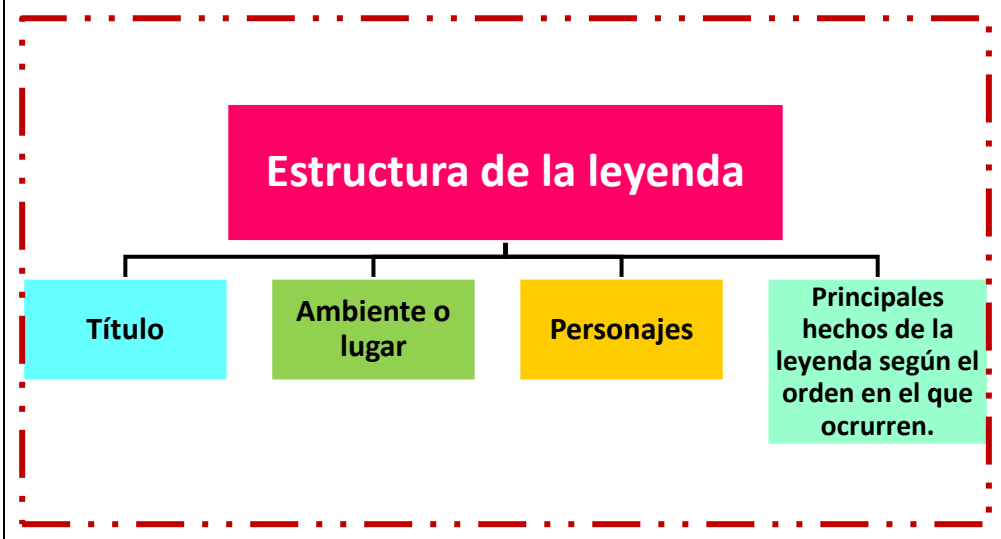 Estructura de la leyenda
Título
Ambiente o
lugar
Personajes
Principales
hechos de la
leyenda según el
orden en el que
ocrurren.